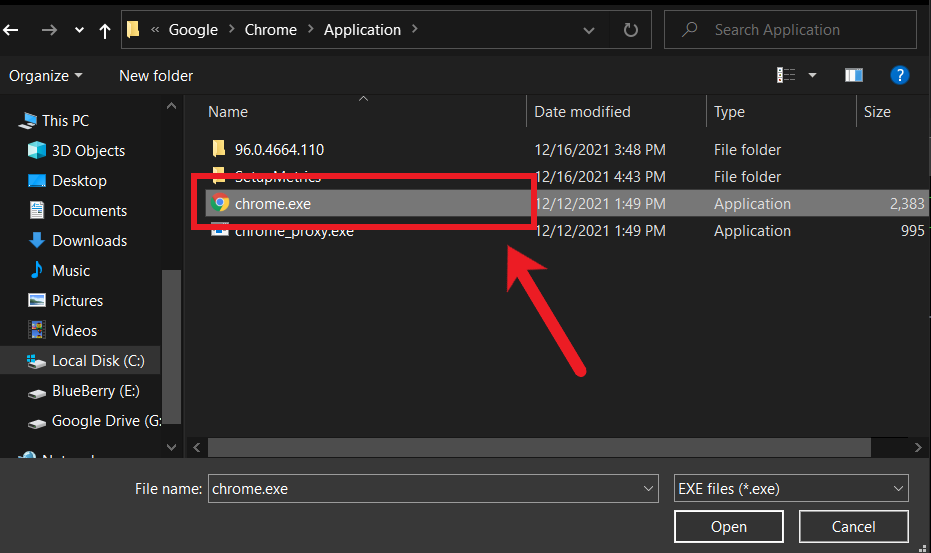 « Google > Chrome > Application >
Search Application
Organize
New folder
?
Name
Date modified
Type
Size
This PC
3D Objects
Desktop
Documents
Downloads
Music
Pictures
Videos
Local Disk (C:)
BlueBerry (E:)
Google Drive (G:
96.0.4664.110 12/16/2021 3:48 PM File folder
SetupMetrics 12/16/2021 4:43 PM File folder
chrome.exe 12/12/2021 1:49 PM Application 2,383
chrome_proxy.exe 12/12/2021 1:49 PM Application 995
File name: chrome.exe
EXE files (*.exe)
Open
Cancel